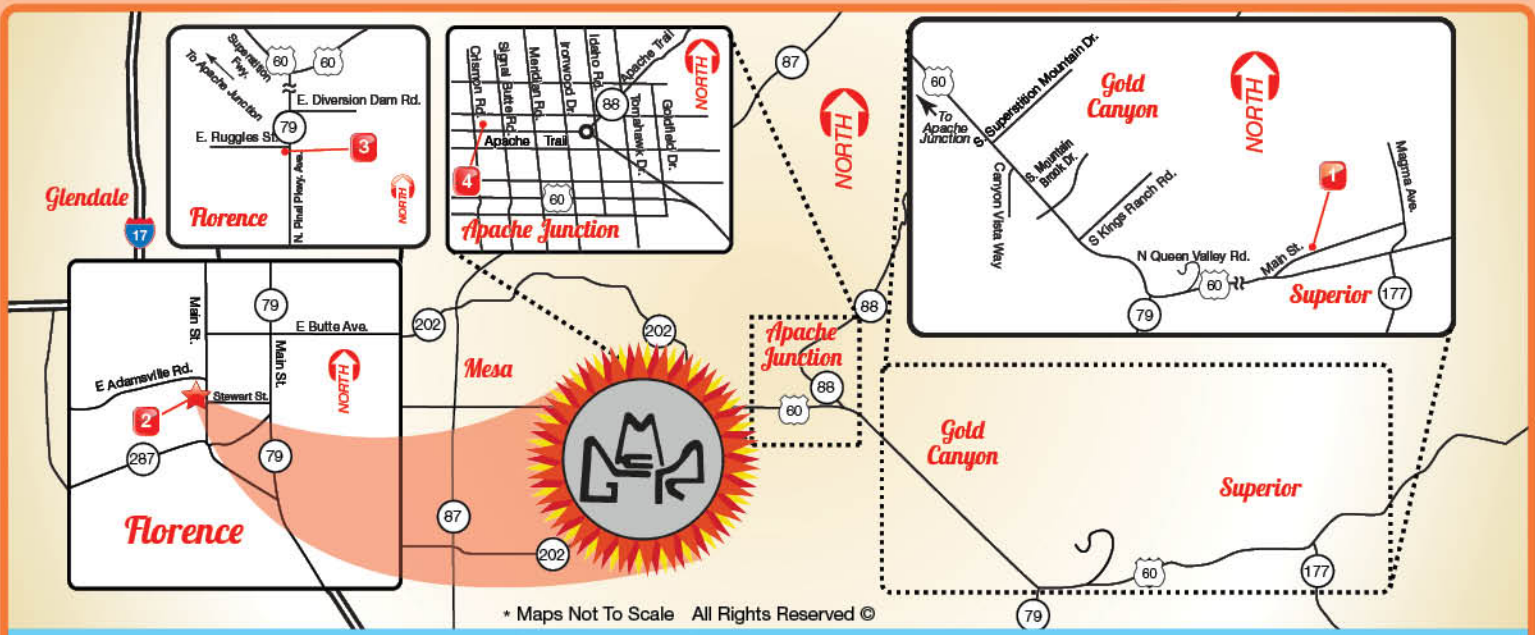 Glendale
17
Superstition
Fwy.
To Apache Junction
60
60
E. Diversion Dam Rd.
79
E. Ruggles St.
3
N. Pinal Pkwy. Ave.
NORTH
Florence
Crismon Rd.
Signal Butte Rd.
Meridian Rd.
Ironwood Dr.
Idaho Rd.
Apache Trail
88
Tomahawk Dr.
Goldfield Dr.
NORTH
Apache Trail
4
60
Apache Junction
87
NORTH
60
To
Apache
Junction
S. Superstition Mountain Dr.
Gold
Canyon
NORTH
S. Mountain
Brook Dr.
Canyon Vista Way
S Kings Ranch Rd.
1
Magma Ave.
N Queen Valley Rd.
Main St.
60
79
Superior
177
Main St.
79
E Butte Ave.
Main St.
NORTH
E Adamsville Rd.
Stewart St.
2
287
79
Florence
202
Mesa
202
87
202
Apache
Junction
88
88
60
Gold
Canyon
Superior
60
177
79
* Maps Not To Scale All Rights Reserved ©